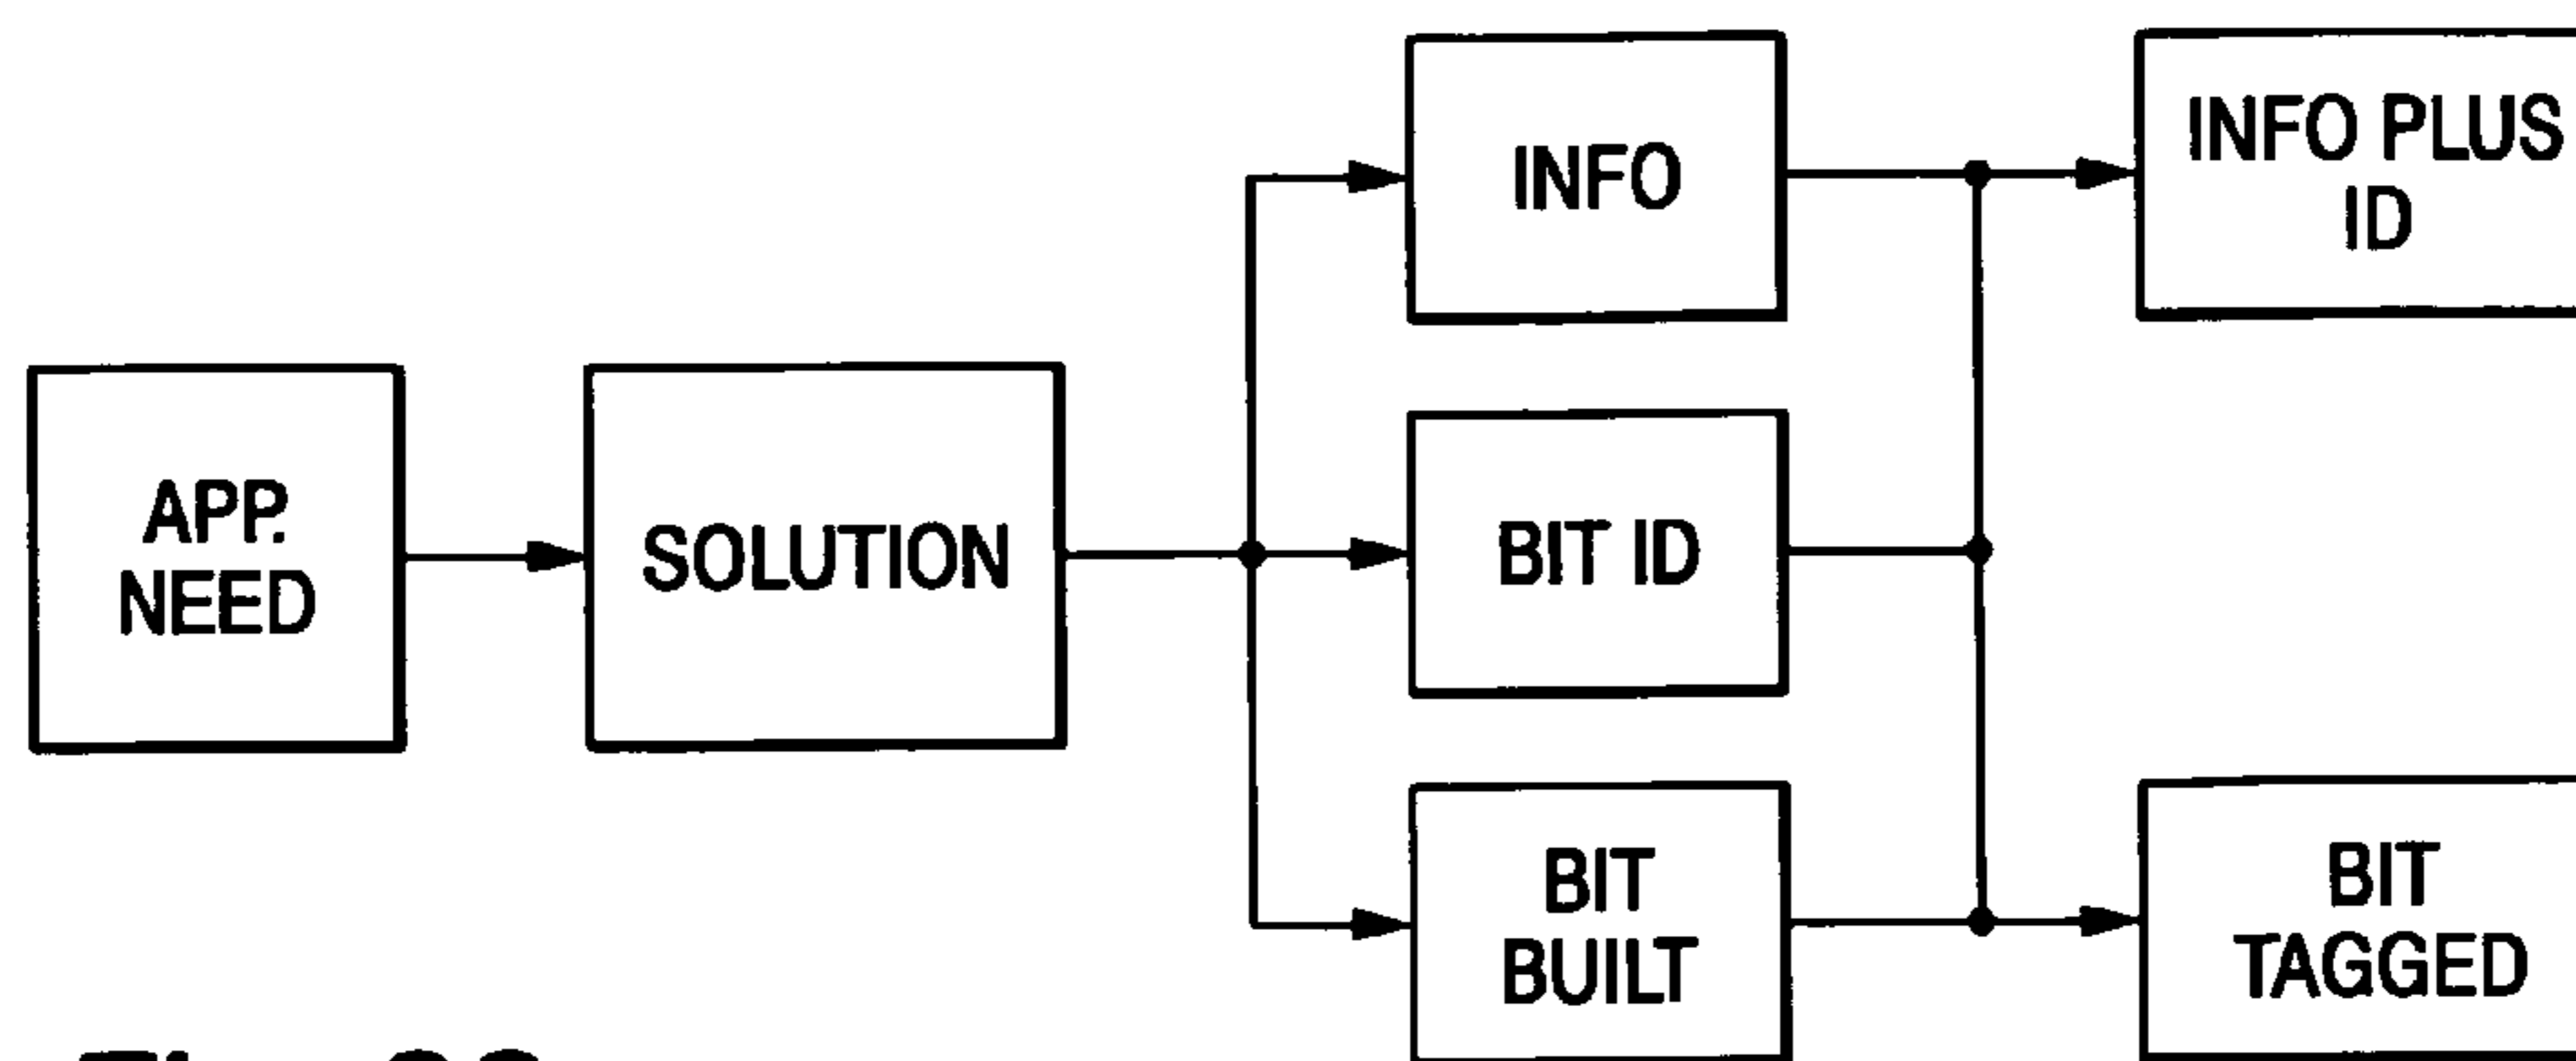 INFO
INFO PLUS
ID
APP.
NEED
SOLUTION
BIT ID
BIT
BUILT
BIT
TAGGED